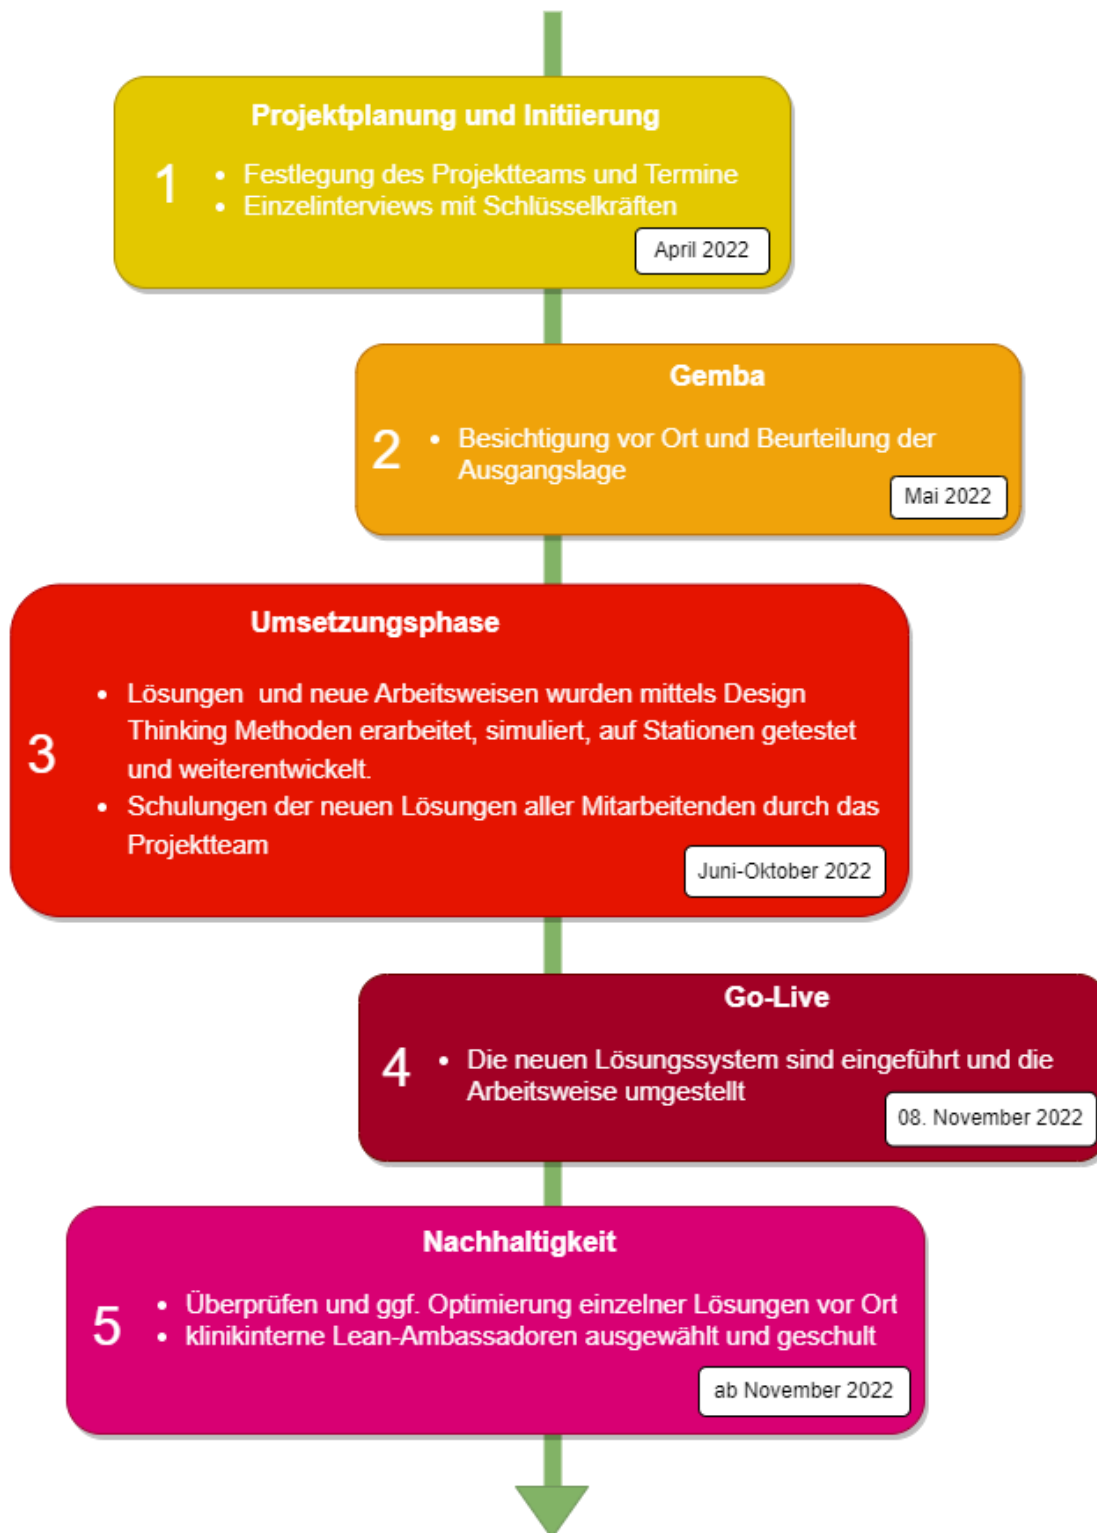 Projektplanung und Initiierung
1
• Festlegung des Projektteams und Termine
• Einzelinterviews mit Schlüsselkräften
April 2022
Gemba
2
• Besichtigung vor Ort und Beurteilung der
Ausgangslage
Mai 2022
Umsetzungsphase
3
• Lösungen und neue Arbeitsweisen wurden mittels Design
Thinking Methoden erarbeitet, simuliert, auf Stationen getestet
und weiterentwickelt.
• Schulungen der neuen Lösungen aller Mitarbeitenden durch das
Projektteam
Juni-Oktober 2022
Go-Live
4
• Die neuen Lösungssystem sind eingeführt und die
Arbeitsweise umgestellt
08. November 2022
Nachhaltigkeit
5
• Überprüfen und ggf. Optimierung einzelner Lösungen vor Ort
• klinikinterne Lean-Ambassadoren ausgewählt und geschult
ab November 2022